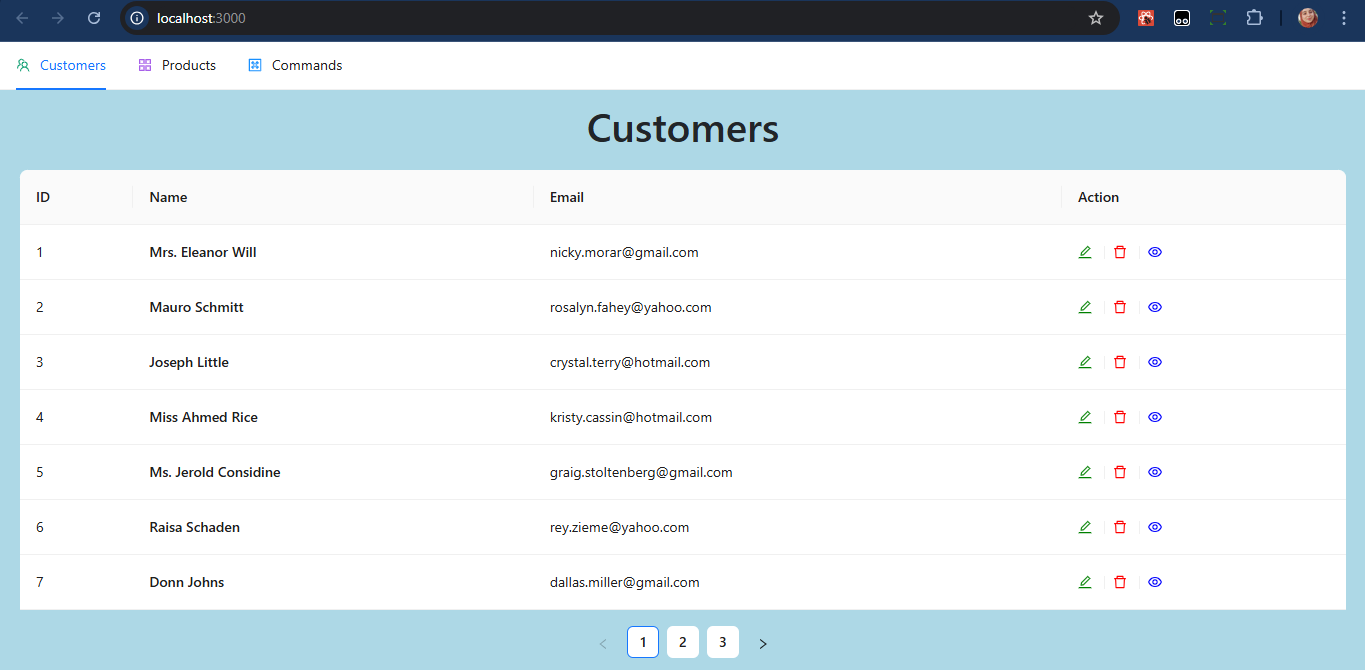 localhost:3000
Customers Products Commands
Customers
ID Name Email Action
1 Mrs. Eleanor Will nicky.morar@gmail.com
2 Mauro Schmitt rosalyn.fahey@yahoo.com
3 Joseph Little crystal.terry@hotmail.com
4 Miss Ahmed Rice kristy.cassin@hotmail.com
5 Ms. Jerold Considine graig.stoltenberg@gmail.com
6 Raisa Schaden rey.zieme@yahoo.com
7 Donn Johns dallas.miller@gmail.com
< 1 2 3 >